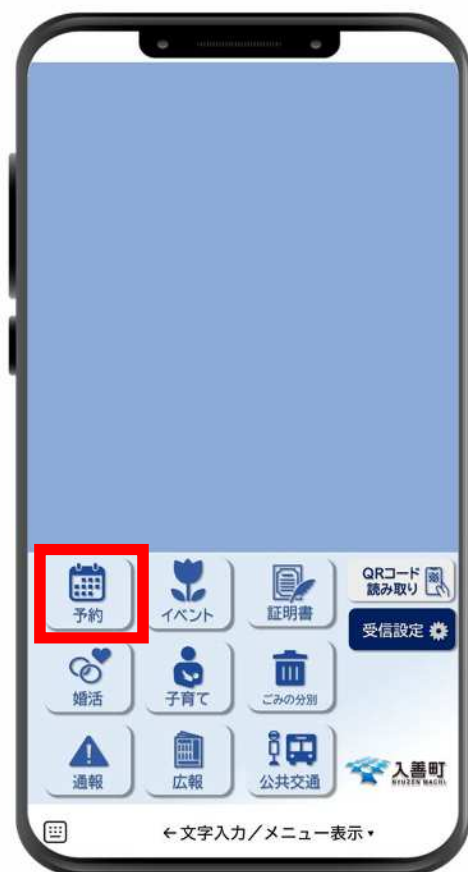 予約
イベント
証明書
QRコード
読み取り
受信設定
婚活
子育て
ごみの分別
通報
広報
公共交通
入善町
NYUZEN MACHI
←文字入力/メニュー表示▾